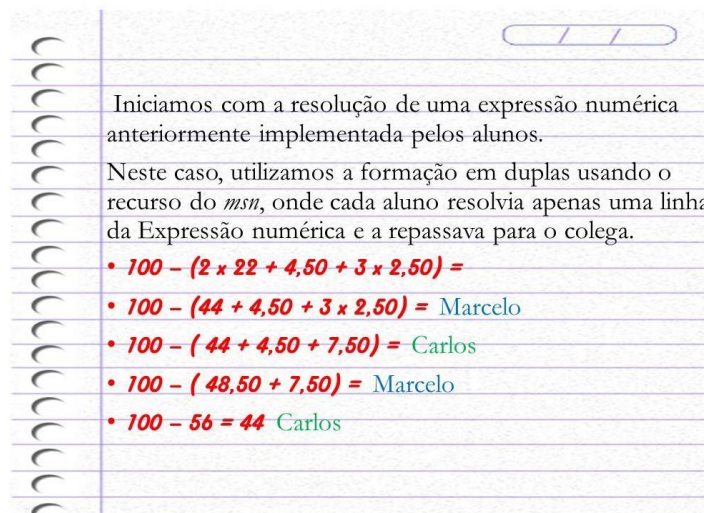 Iniciamos com a resolução de uma expressão numérica
anteriormente implementada pelos alunos.
Neste caso, utilizamos a formação em duplas usando o
recurso do msn, onde cada aluno resolvia apenas uma linha
da Expressão numérica e a repassava para o colega.
• 100 – (2 x 22 + 4,50 + 3 x 2,50) =
• 100 – (44 + 4,50 + 3 x 2,50) = Marcelo
• 100 – ( 44 + 4,50 + 7,50) = Carlos
• 100 – ( 48,50 + 7,50) = Marcelo
• 100 – 56 = 44 Carlos